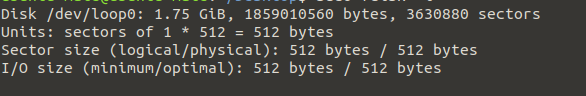 Disk /dev/loop0: 1.75 GiB, 1859010560 bytes, 3630880 sectors
Units: sectors of 1 * 512 = 512 bytes
Sector size (logical/physical): 512 bytes / 512 bytes
I/O size (minimum/optimal): 512 bytes / 512 bytes